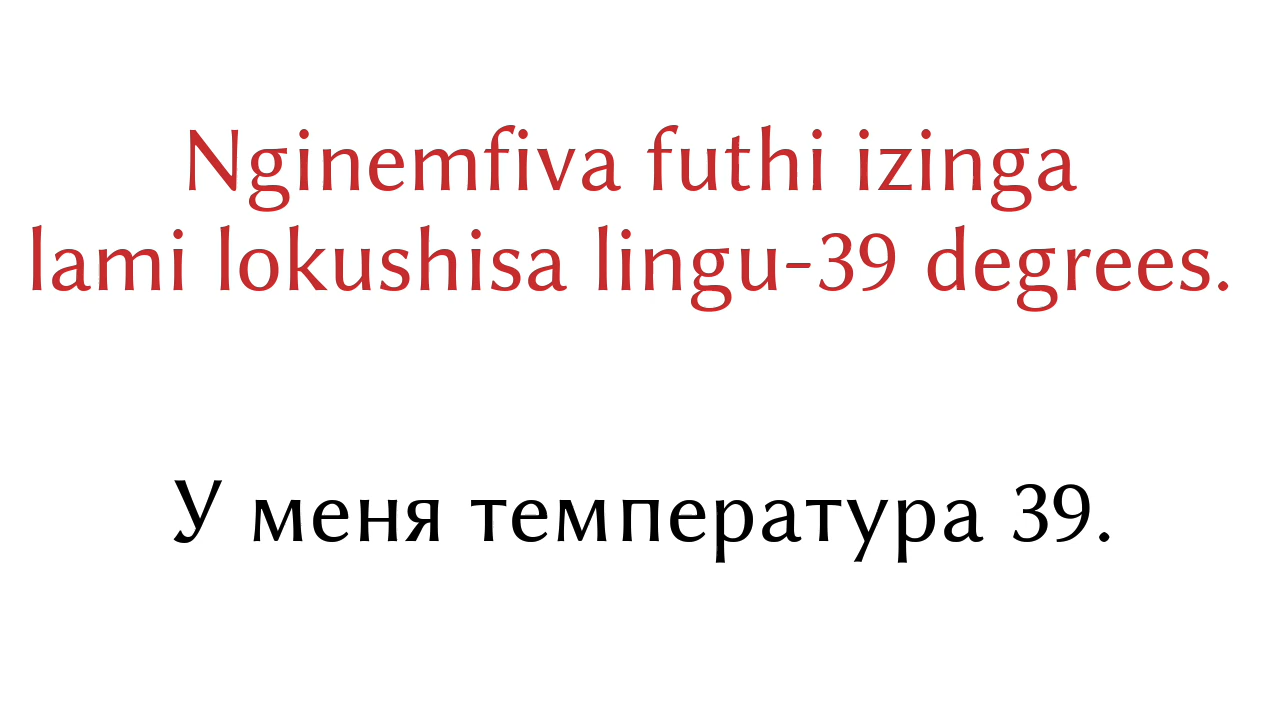 Nginemfiva futhi izinga
lami lokushisa lingu-39 degrees.
У меня температура 39.